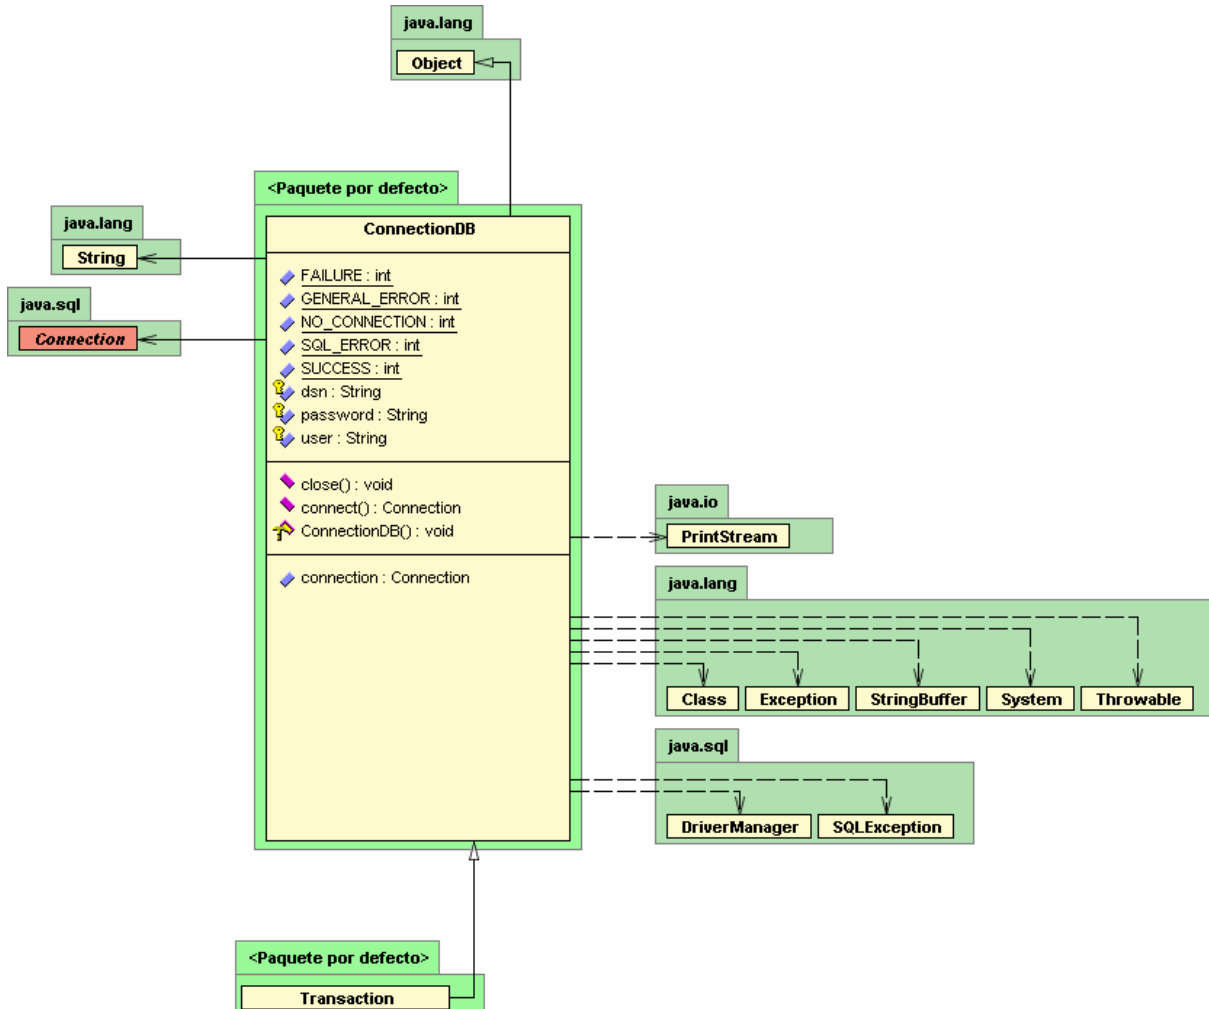 java.lang
Object
<Paquete por defecto>
ConnectionDB
java.lang
String
java.sql
Connection
FAILURE : int
GENERAL_ERROR : int
NO_CONNECTION : int
SQL_ERROR : int
SUCCESS : int
dsn : String
password : String
user : String
close() : void
connect() : Connection
ConnectionDB() : void
connection : Connection
java.io
PrintStream
java.lang
Class Exception StringBuffer System Throwable
java.sql
DriverManager SQLException
<Paquete por defecto>
Transaction